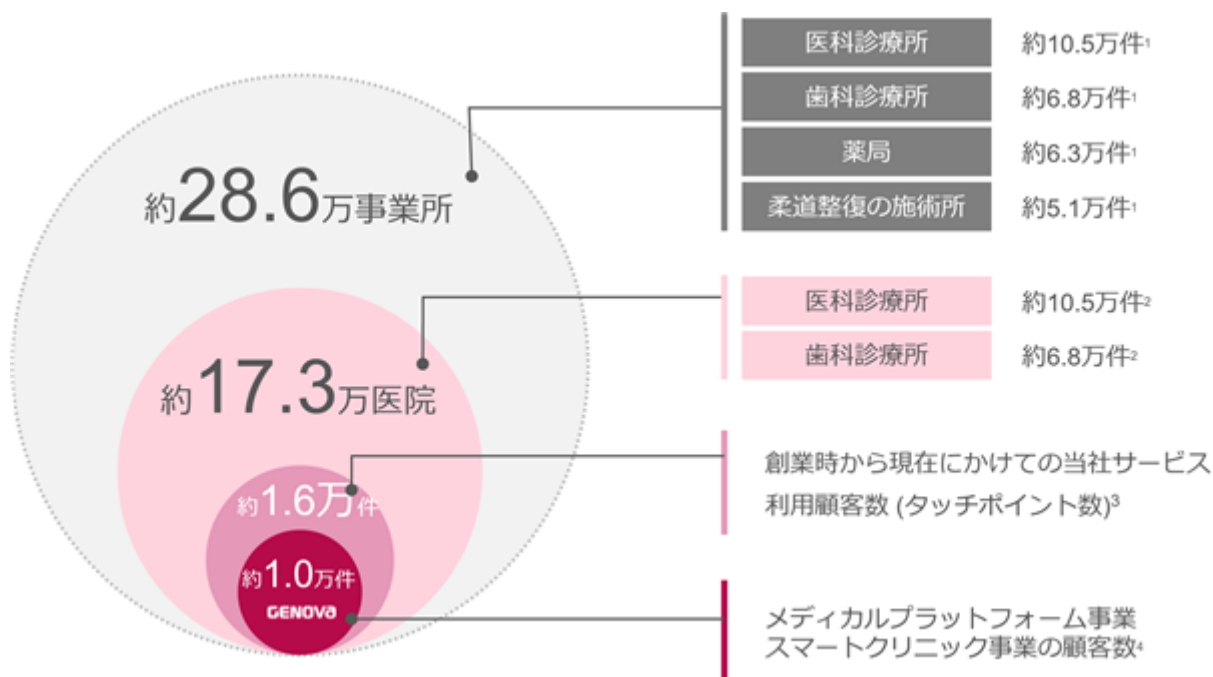 約28.6万事業所
医科診療所 約10.5万件¹
歯科診療所 約6.8万件¹
薬局 約6.3万件¹
柔道整復の施術所 約5.1万件¹
約17.3万医院
医科診療所 約10.5万件²
歯科診療所 約6.8万件²
約1.6万件
創業時から現在にかけての当社サービス
利用顧客数 (タッチポイント数)³
約1.0万件
GENOVA
メディカルプラットフォーム事業
スマートクリニック事業の顧客数⁴